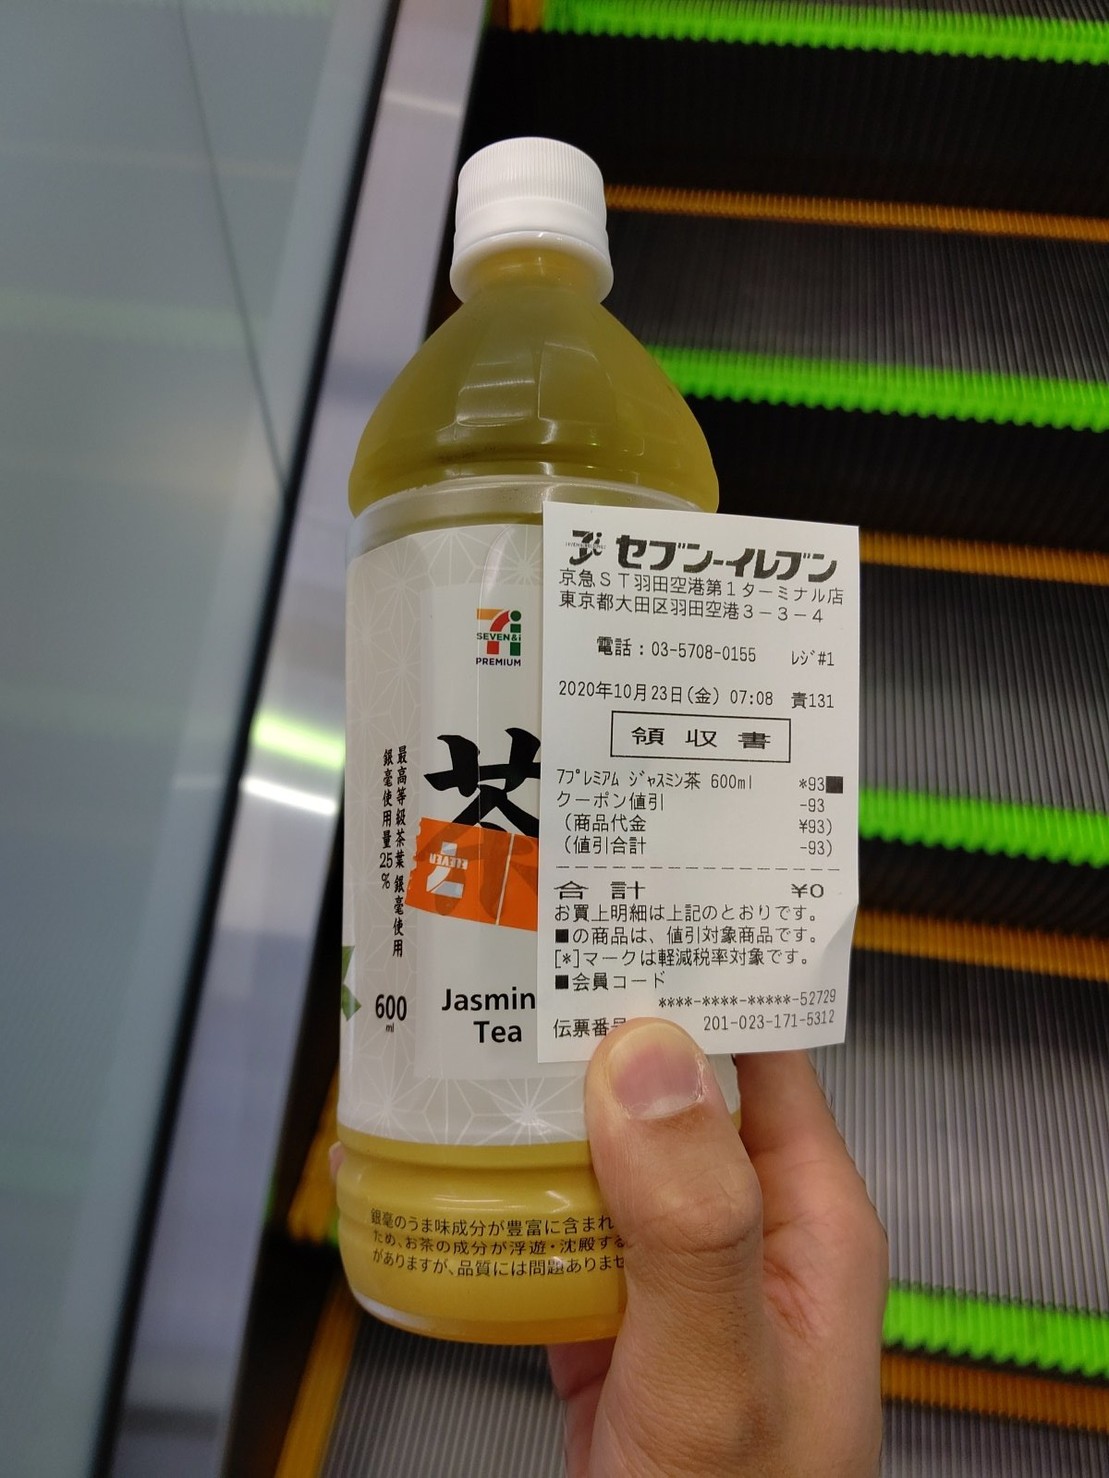 SEVEN&i
PREMIUM
茶
最高等級茶葉 銀毫使用
銀毫使用量25%
SEVEN
600
ml
Jasmin
Tea
銀毫のうま味成分が豊富に含まれ
ため、お茶の成分が浮遊・沈殿する
がありますが、品質には問題ありませ
セブン-イレブン
京急ST羽田空港第1ターミナル店
東京都大田区羽田空港3-3-4
電話:03-5708-0155 レジ#1
2020年10月23日(金) 07:08 責131
領収書
7プレミアム ジャスミン茶 600ml *93■
クーポン値引 -93
(商品代金 ¥93)
(値引合計 -93)
合計 ¥0
お買上明細は上記のとおりです。
■の商品は、値引対象商品です。
[*]マークは軽減税率対象です。
■会員コード
****-****-*****-52729
伝票番号 201-023-171-5312